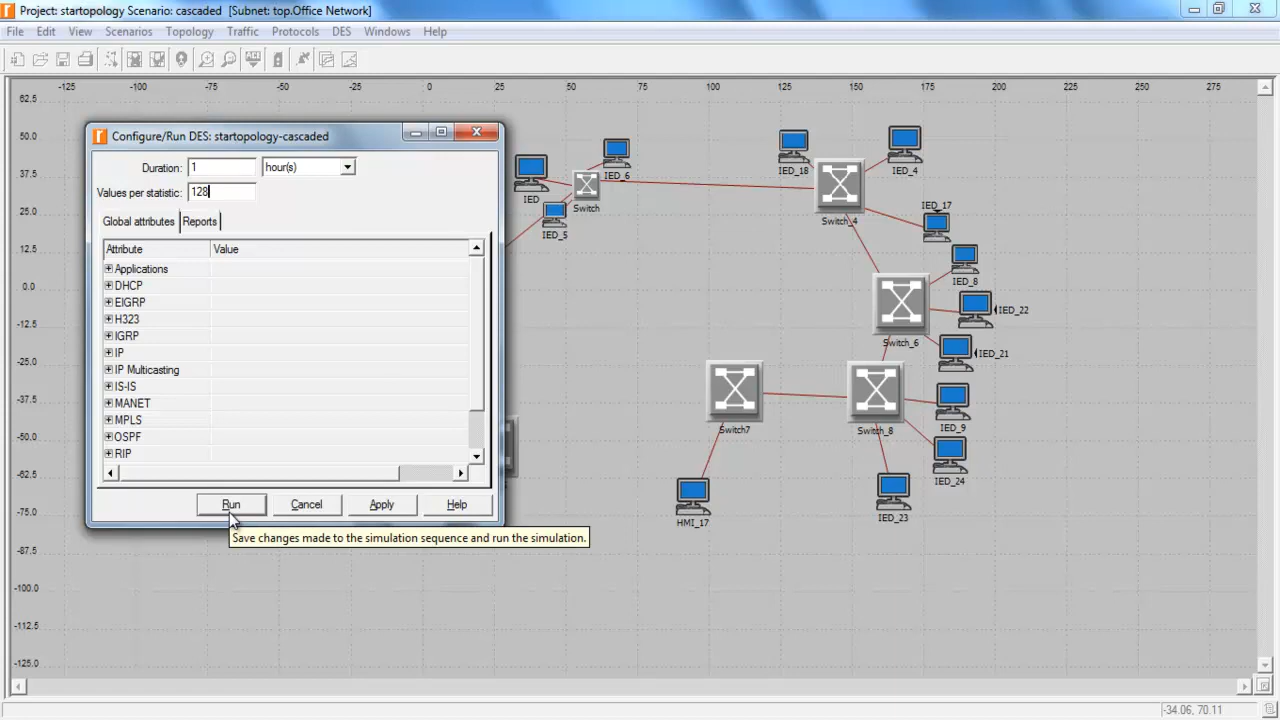 Project: startopology Scenario: cascaded [Subnet: top.Office Network]
File Edit View Scenarios Topology Traffic Protocols DES Windows Help
-125 -100 -75 -50 -25 0 25 50 75 100 125 150 175 200 225 250 275
62.5
50.0
37.5
25.0
12.5
0.0
-12.5
-25.0
-37.5
-50.0
-62.5
-75.0
-87.5
-100.0
-112.5
-125.0
Configure/Run DES: startopology-cascaded
Duration: 1 hour(s)
Values per statistic: 128
Global attributes Reports
Attribute Value
Applications
DHCP
EIGRP
H323
IGRP
IP
IP Multicasting
IS-IS
MANET
MPLS
OSPF
RIP
Run Cancel Apply Help
Save changes made to the simulation sequence and run the simulation.
IED
IED_6
Switch
IED_5
IED_18
IED_4
Switch_4
IED_17
IED_8
IED_22
Switch_6
IED_21
Switch7
Switch_8
IED_9
IED_24
HMI_17
IED_23
-34.06, 70.11